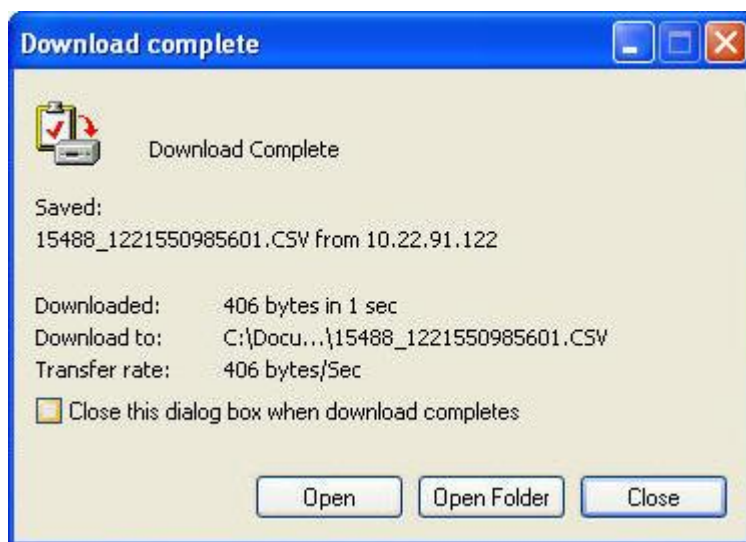 Download complete
Download Complete
Saved:
15488_1221550985601.CSV from 10.22.91.122
Downloaded: 406 bytes in 1 sec
Download to: C:\Docu...\15488_1221550985601.CSV
Transfer rate: 406 bytes/Sec
Close this dialog box when download completes
Open Open Folder Close